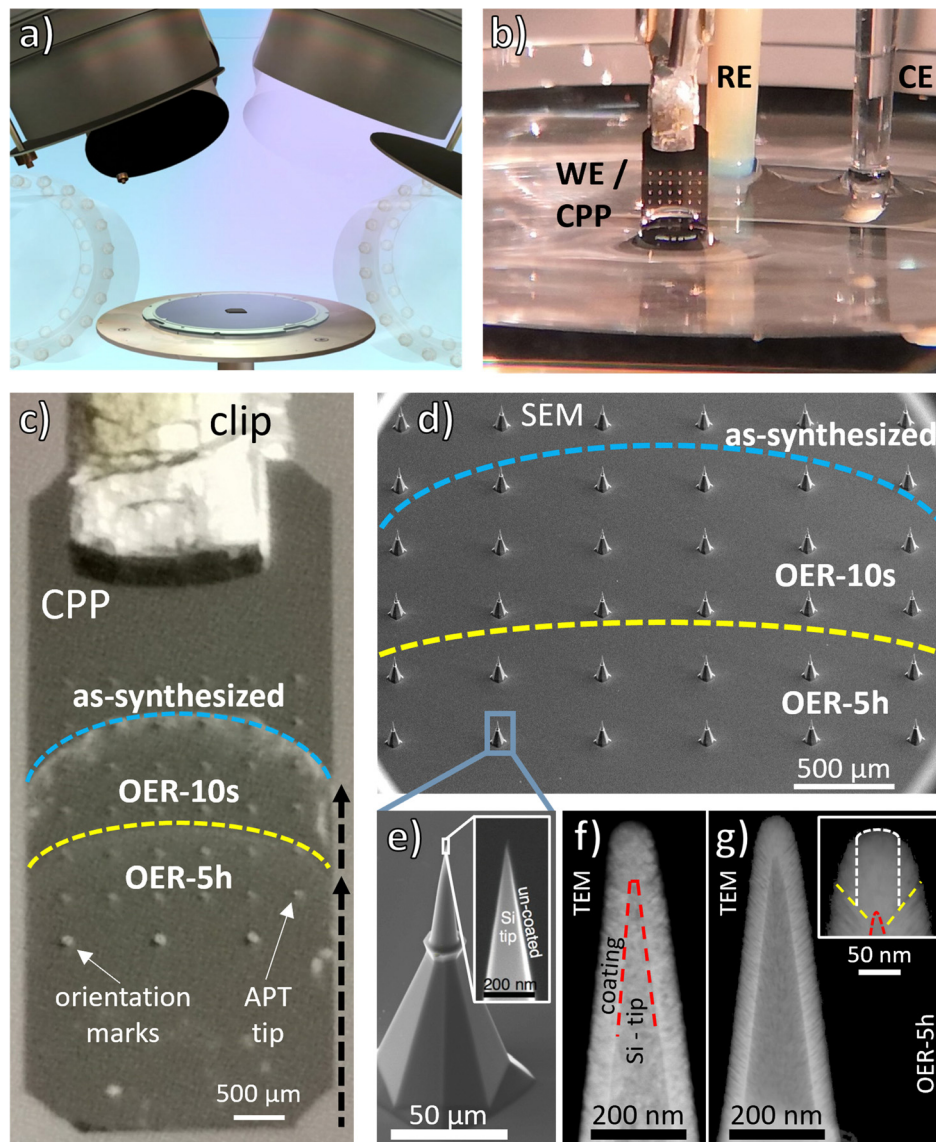 a)
b)
RE
CE
WE /
CPP
c)
clip
CPP
as-synthesized
OER-10s
OER-5h
orientation
marks
APT
tip
500 µm
d)
SEM
as-synthesized
OER-10s
OER-5h
500 µm
e)
Si
tip
un-coated
200 nm
50 µm
f)
TEM
coating
Si - tip
200 nm
g)
TEM
50 nm
OER-5h
200 nm